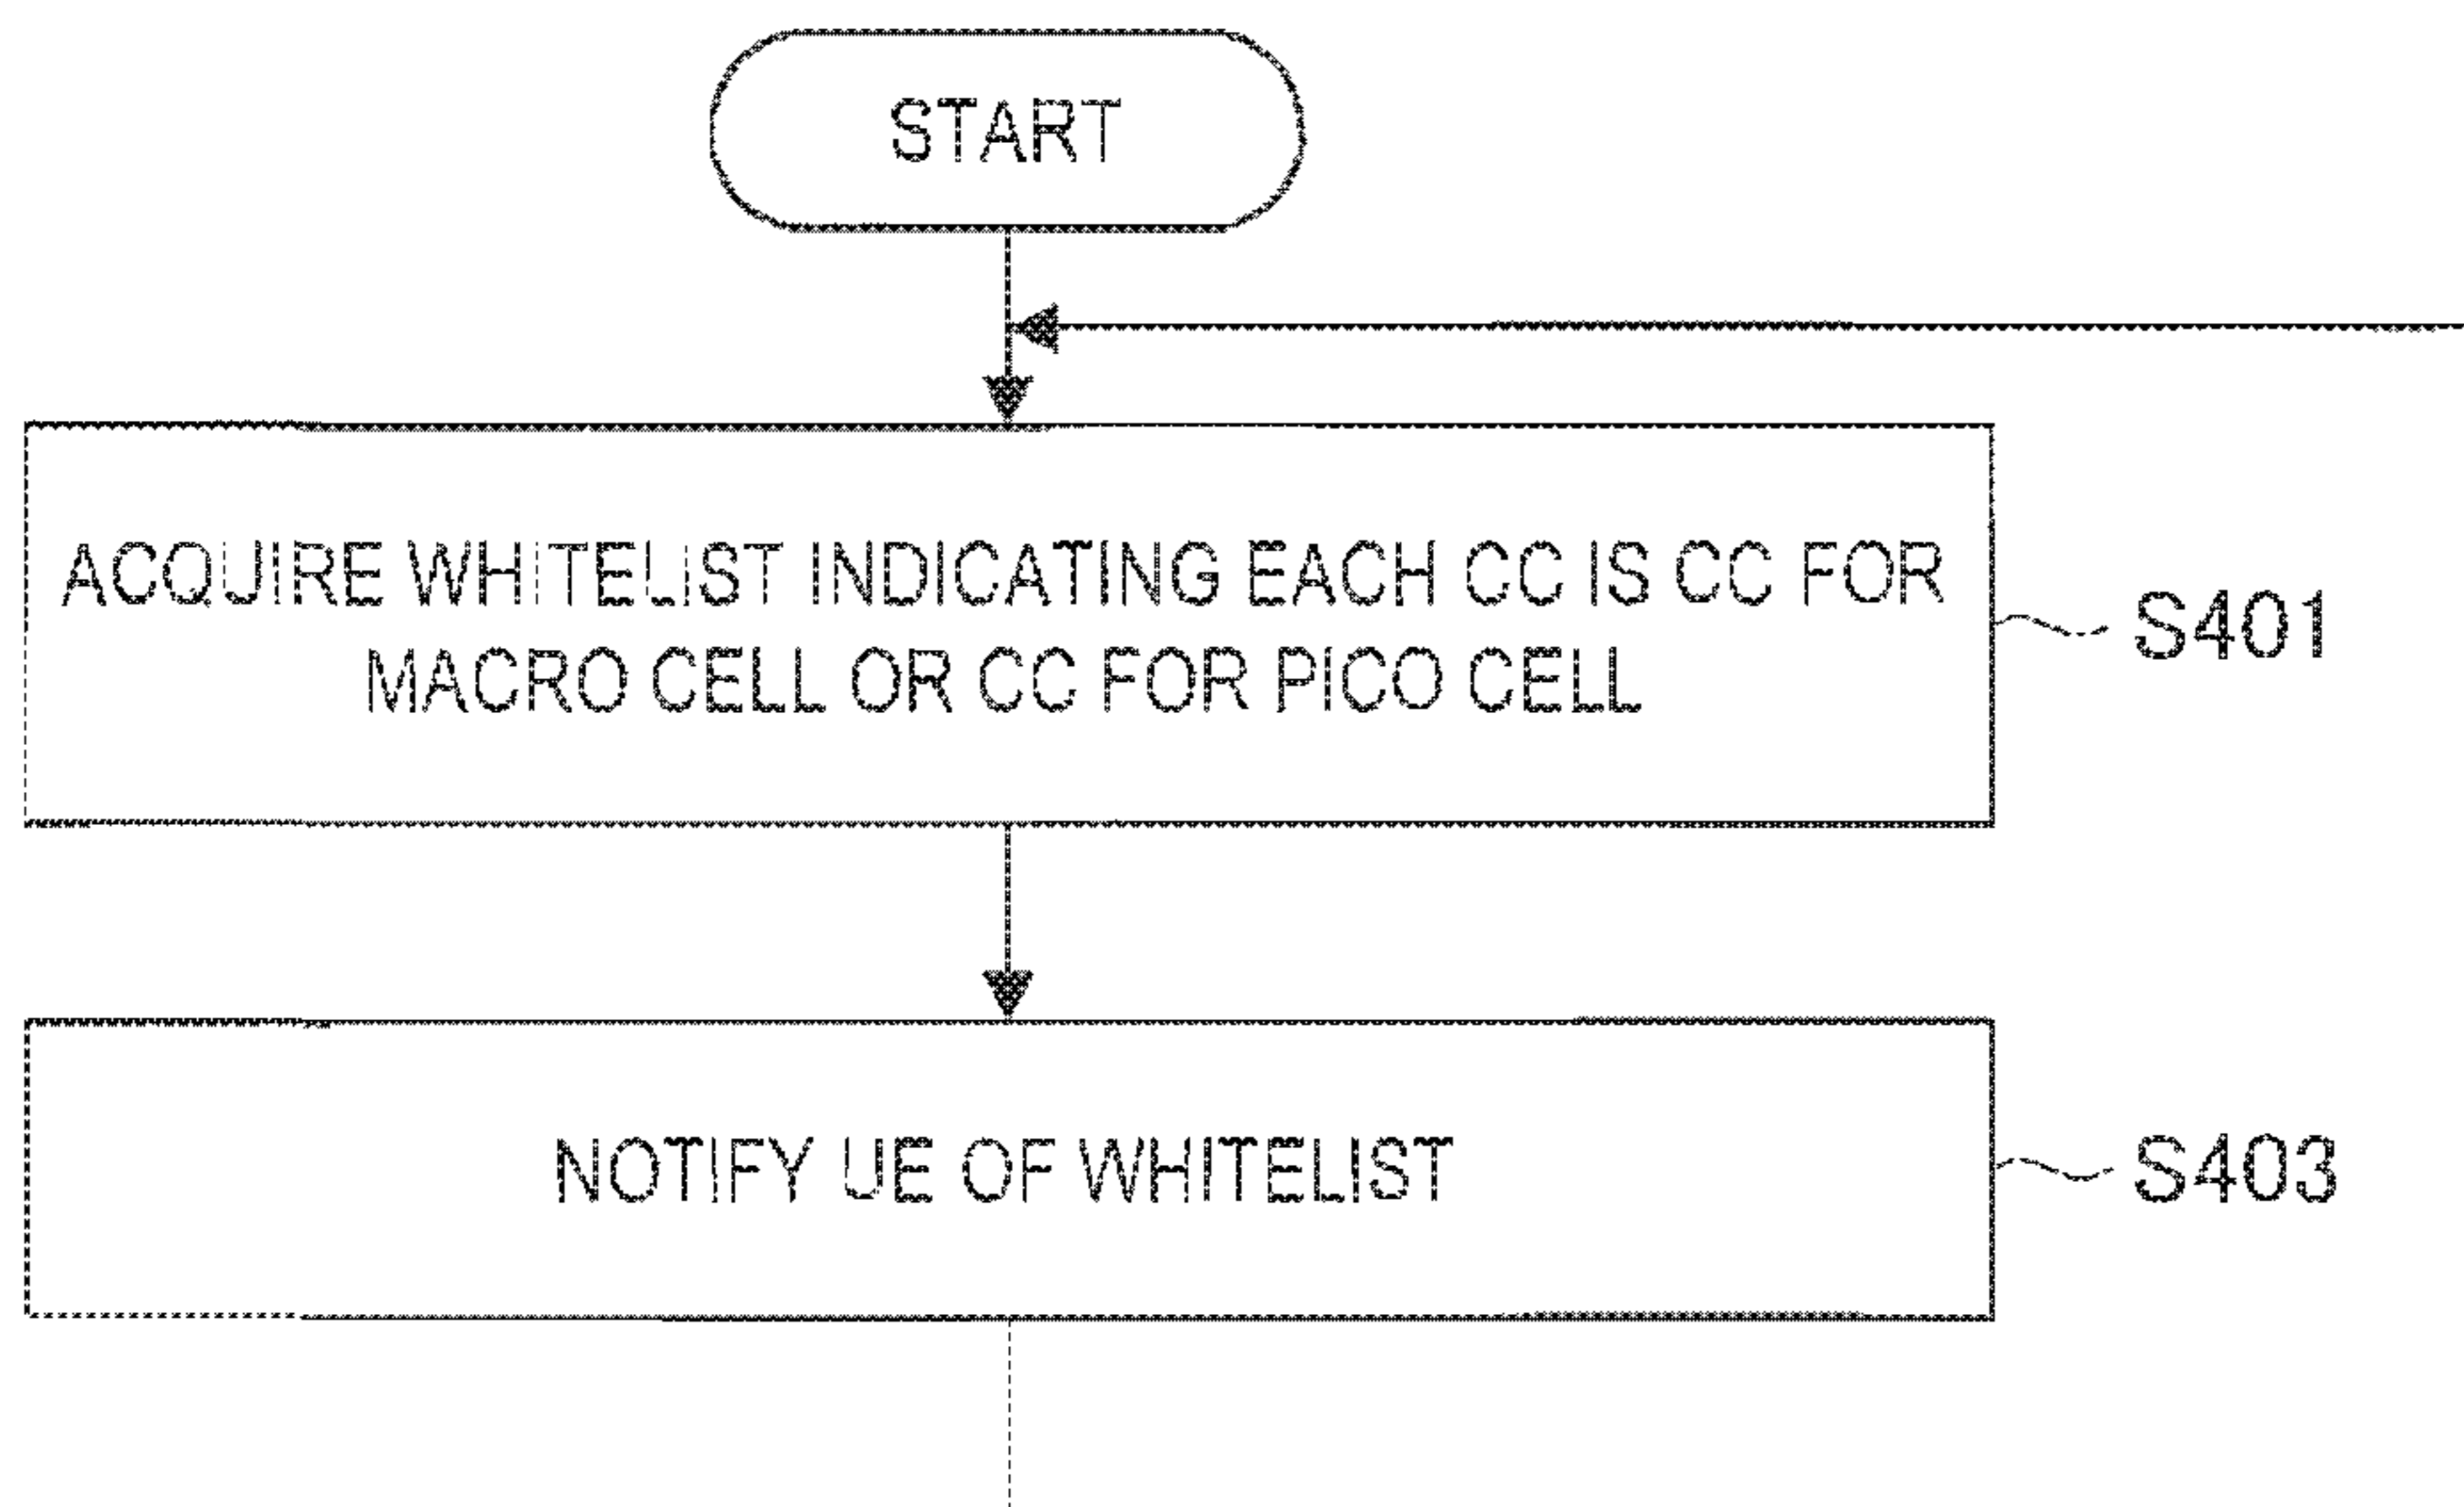 START
ACQUIRE WHITELIST INDICATING EACH CC IS CC FOR
MACRO CELL OR CC FOR PICO CELL
S401
NOTIFY UE OF WHITELIST
S403